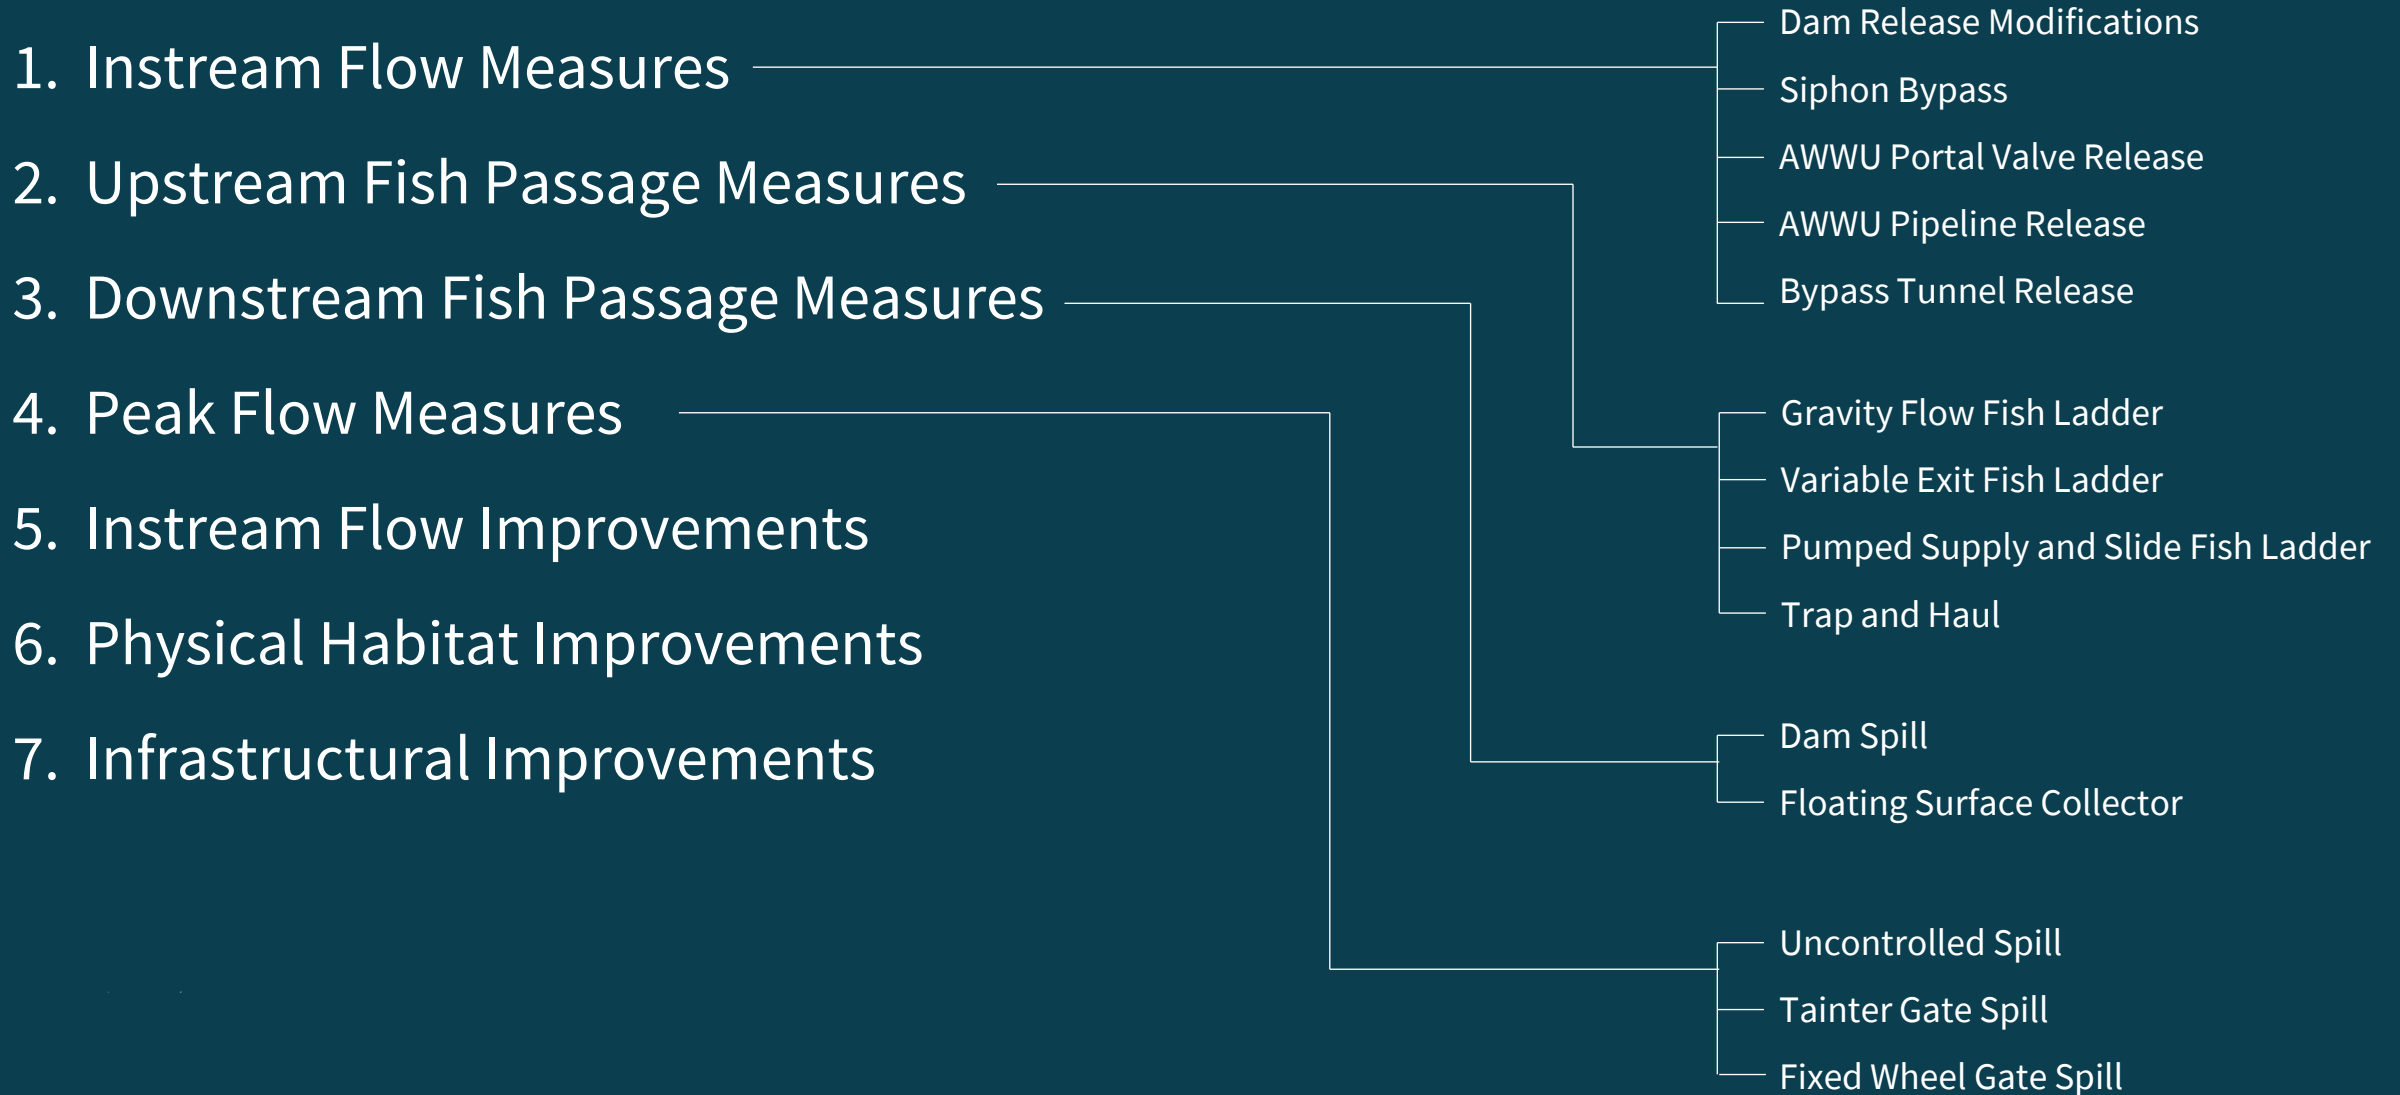 1. Instream Flow Measures
2. Upstream Fish Passage Measures
3. Downstream Fish Passage Measures
4. Peak Flow Measures
5. Instream Flow Improvements
6. Physical Habitat Improvements
7. Infrastructural Improvements
Dam Release Modifications
Siphon Bypass
AWWU Portal Valve Release
AWWU Pipeline Release
Bypass Tunnel Release
Gravity Flow Fish Ladder
Variable Exit Fish Ladder
Pumped Supply and Slide Fish Ladder
Trap and Haul
Dam Spill
Floating Surface Collector
Uncontrolled Spill
Tainter Gate Spill
Fixed Wheel Gate Spill